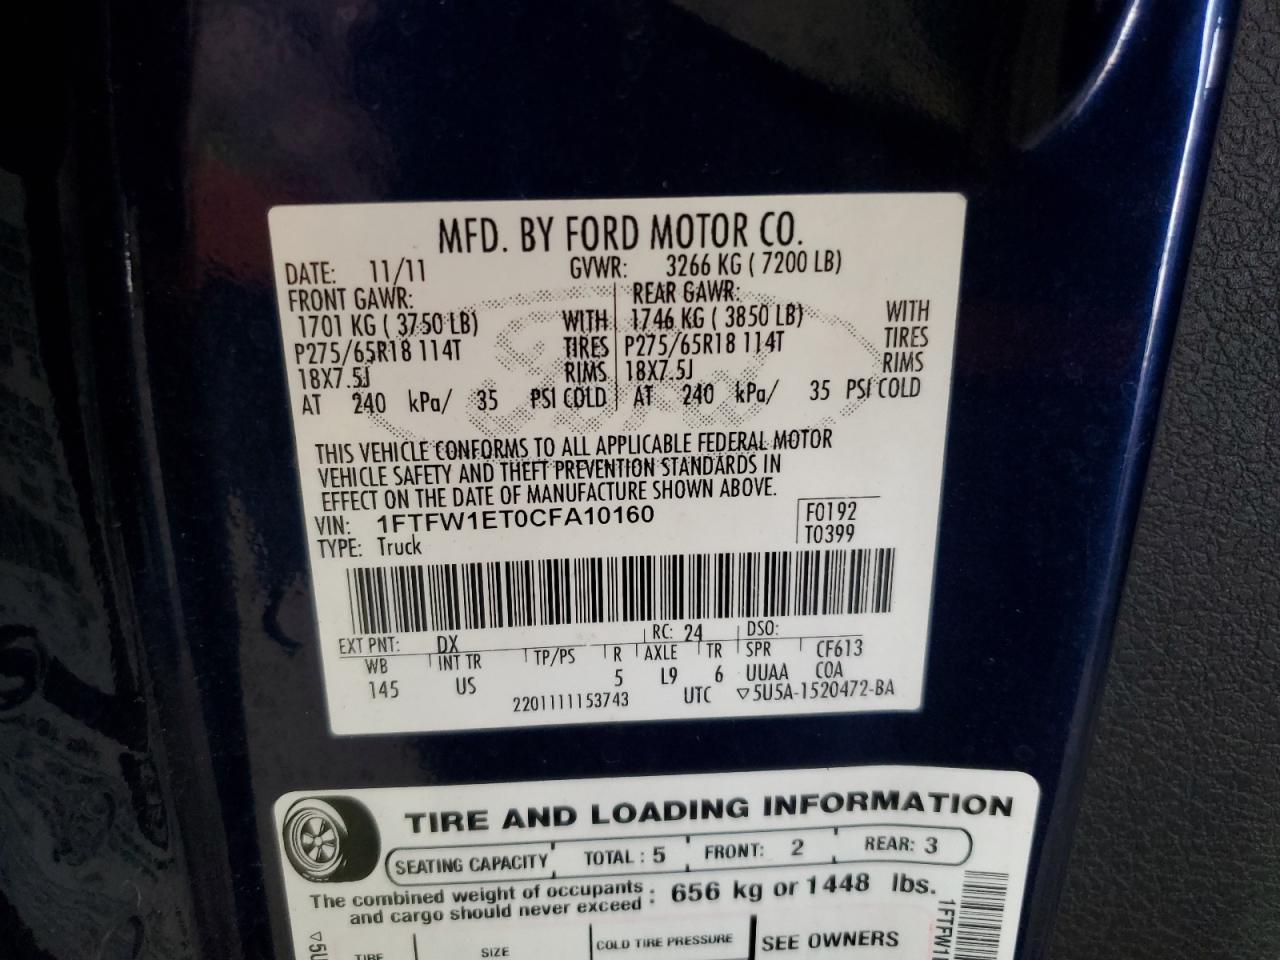 MFD. BY FORD MOTOR CO.
DATE: 11/11 GVWR: 3266 KG ( 7200 LB)
FRONT GAWR: REAR GAWR:
1701 KG ( 3750 LB) WITH 1746 KG ( 3850 LB) WITH
P275/65R18 114T TIRES P275/65R18 114T TIRES
18X7.5J RIMS 18X7.5J RIMS
AT 240 kPa/ 35 PSI COLD AT 240 kPa/ 35 PSI COLD
THIS VEHICLE CONFORMS TO ALL APPLICABLE FEDERAL MOTOR
VEHICLE SAFETY AND THEFT PREVENTION STANDARDS IN
EFFECT ON THE DATE OF MANUFACTURE SHOWN ABOVE.
VIN: 1FTFW1ET0CFA10160 F0192
TYPE: Truck T0399
EXT PNT: DX RC: 24 DSO:
WB INT TR TP/PS R AXLE TR SPR CF613
145 US 5 L9 6 UUAA COA
2201111153743 UTC ▽5U5A-1520472-BA
TIRE AND LOADING INFORMATION
SEATING CAPACITY TOTAL : 5 FRONT: 2 REAR: 3
The combined weight of occupants : 656 kg or 1448 lbs.
and cargo should never exceed :
TIRE SIZE COLD TIRE PRESSURE SEE OWNERS
▽5U
1FTFW1